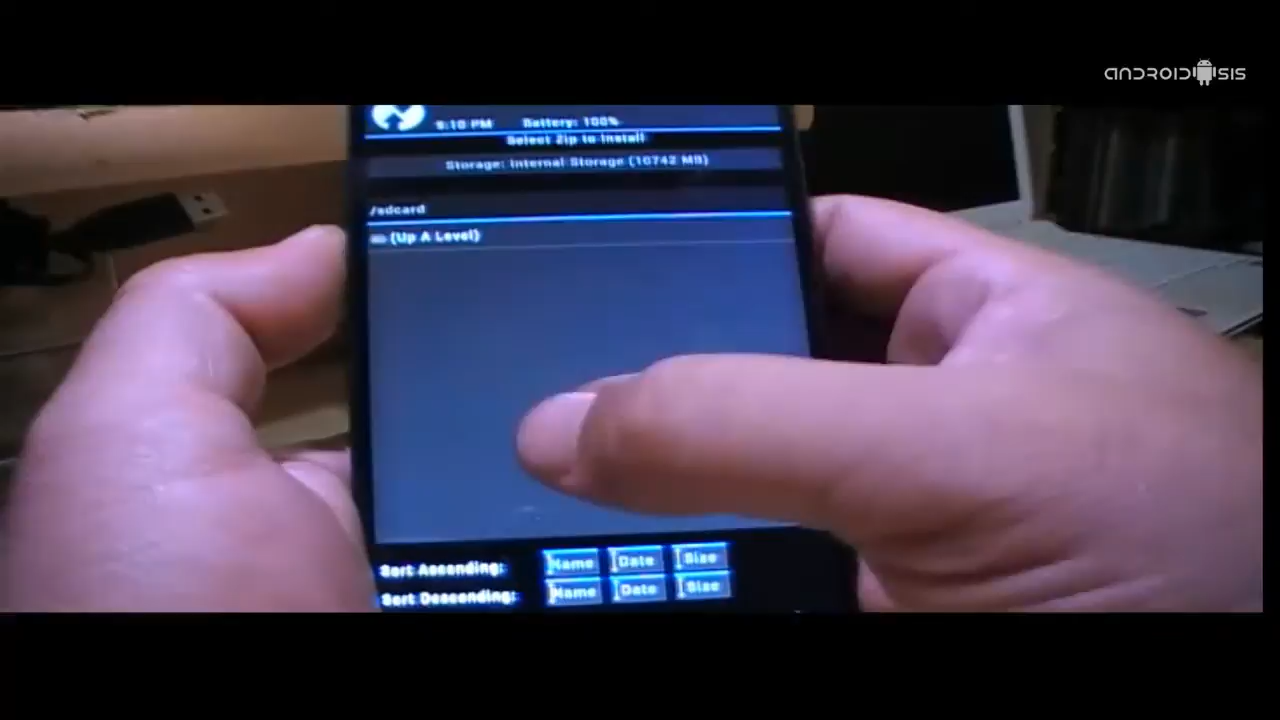 ANDROIDSIS
9:10 PM Battery: 100%
Select Zip to Install
Storage: Internal Storage (10742 MB)
/sdcard
(Up A Level)
Sort Ascending: Name Date Size
Sort Descending: Name Date Size